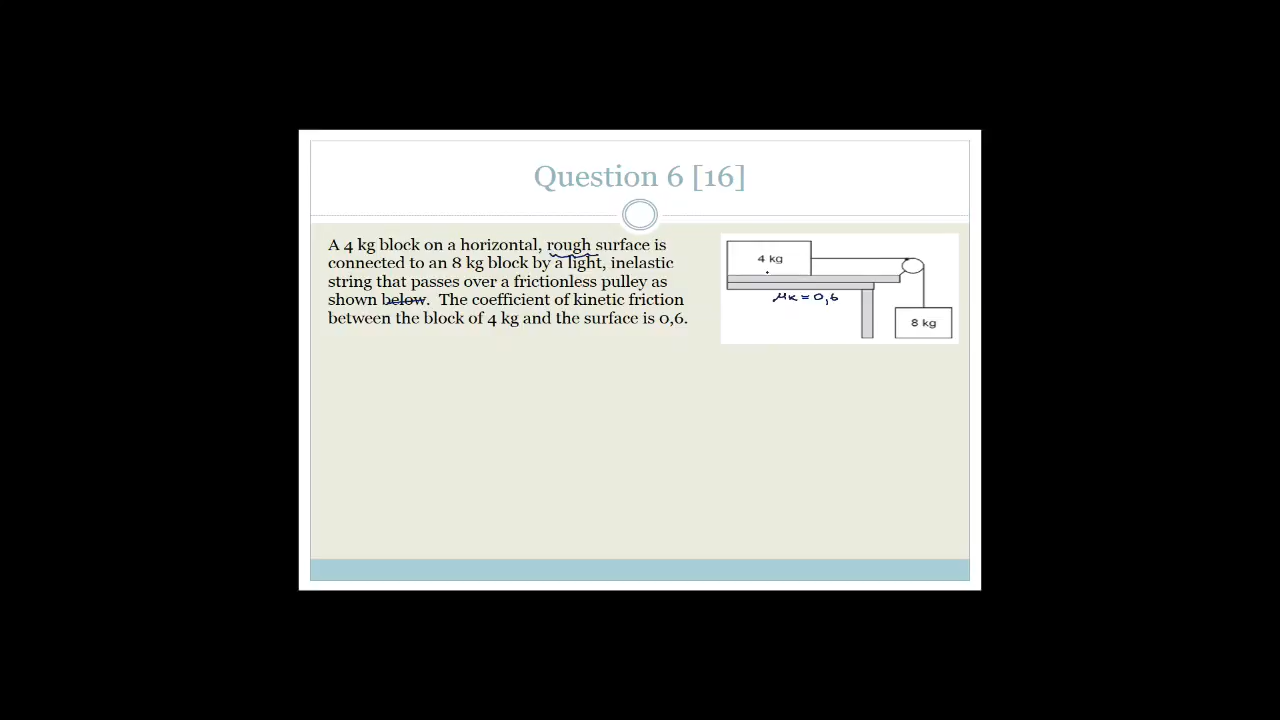 Question 6 [16]
A 4 kg block on a horizontal, rough surface is
connected to an 8 kg block by a light, inelastic
string that passes over a frictionless pulley as
shown below. The coefficient of kinetic friction
between the block of 4 kg and the surface is 0,6.
4 kg
μK = 0,6
8 kg